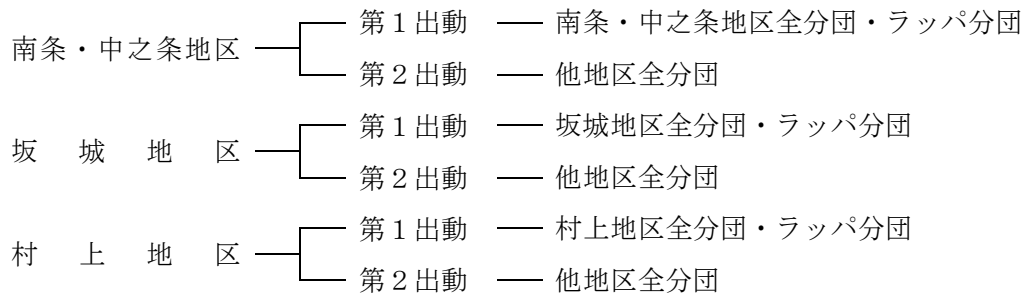 南条・中之条地区
第１出動 南条・中之条地区全分団・ラッパ分団
第２出動 他地区全分団
坂城地区
第１出動 坂城地区全分団・ラッパ分団
第２出動 他地区全分団
村上地区
第１出動 村上地区全分団・ラッパ分団
第２出動 他地区全分団